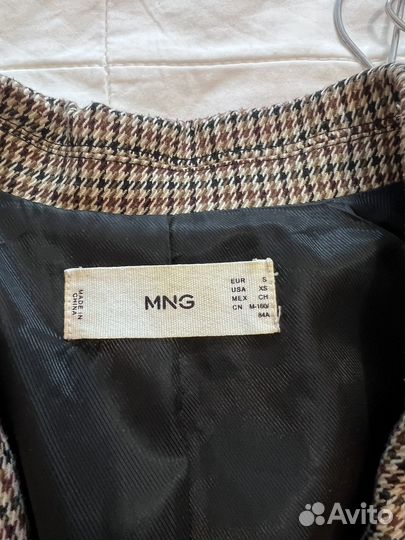 MADE IN
CHINA
MNG
EUR S
USA XS
MEX CH
CN M-160/
84A
Avito